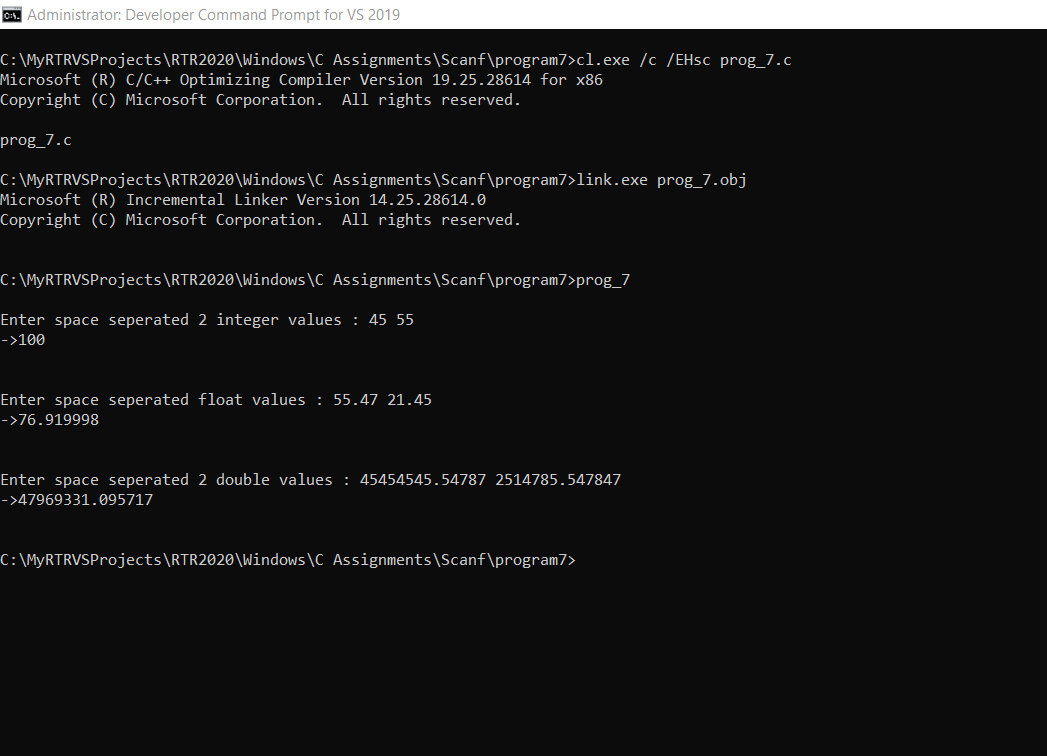 Administrator: Developer Command Prompt for VS 2019
C:\MyRTRVSProjects\RTR2020\Windows\C Assignments\Scanf\program7>cl.exe /c /EHsc prog_7.c
Microsoft (R) C/C++ Optimizing Compiler Version 19.25.28614 for x86
Copyright (C) Microsoft Corporation.  All rights reserved.
prog_7.c
C:\MyRTRVSProjects\RTR2020\Windows\C Assignments\Scanf\program7>link.exe prog_7.obj
Microsoft (R) Incremental Linker Version 14.25.28614.0
Copyright (C) Microsoft Corporation.  All rights reserved.
C:\MyRTRVSProjects\RTR2020\Windows\C Assignments\Scanf\program7>prog_7
Enter space seperated 2 integer values : 45 55
->100
Enter space seperated float values : 55.47 21.45
->76.919998
Enter space seperated 2 double values : 45454545.54787 2514785.547847
->47969331.095717
C:\MyRTRVSProjects\RTR2020\Windows\C Assignments\Scanf\program7>